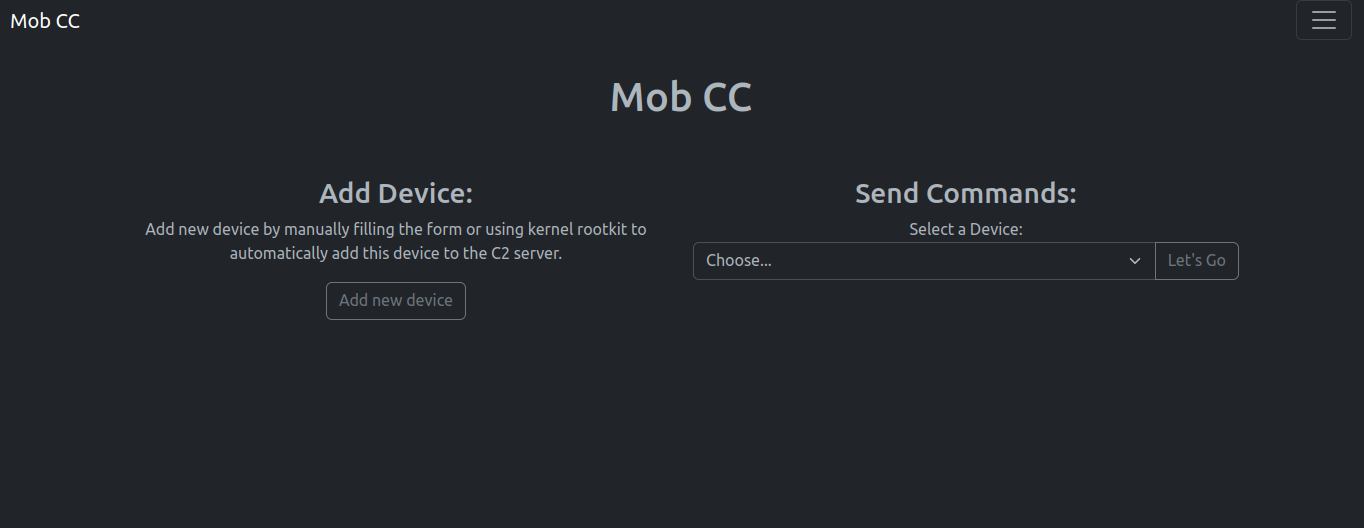 Mob CC
Mob CC
Add Device:
Add new device by manually filling the form or using kernel rootkit to
automatically add this device to the C2 server.
Add new device
Send Commands:
Select a Device:
Choose...
Let's Go